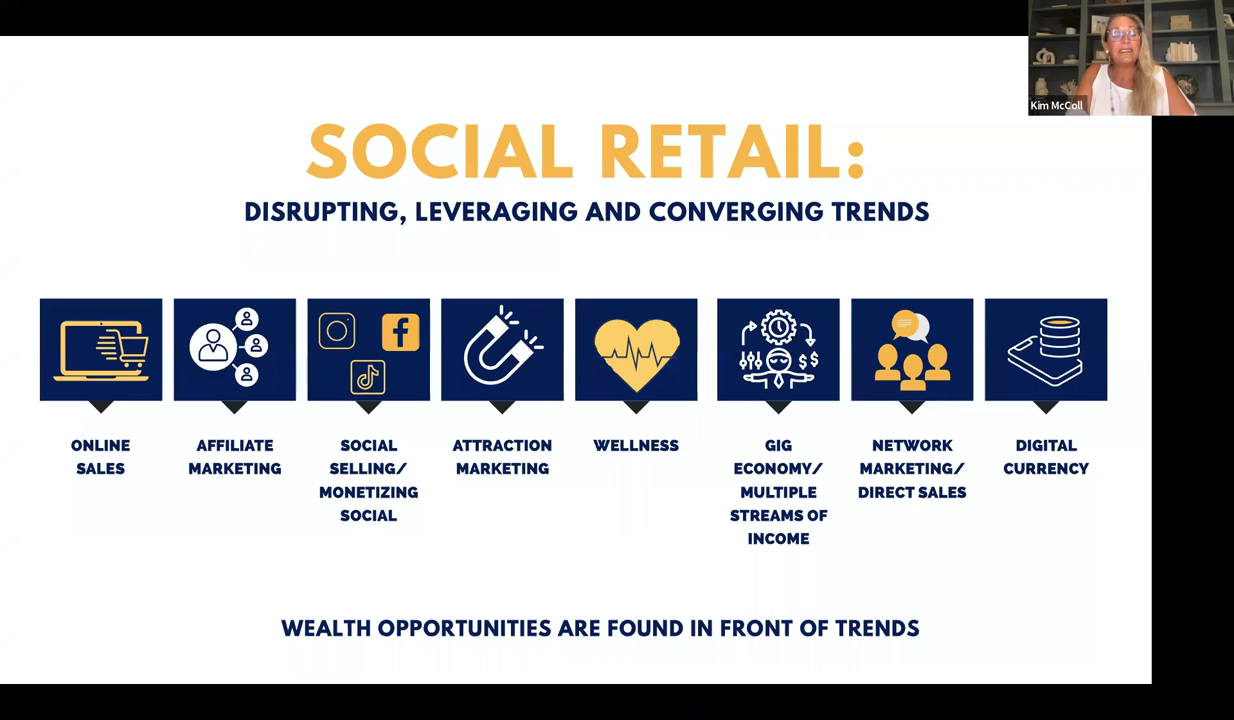 Kim McColl
SOCIAL RETAIL:
DISRUPTING, LEVERAGING AND CONVERGING TRENDS
ONLINE
SALES
AFFILIATE
MARKETING
SOCIAL
SELLING/
MONETIZING
SOCIAL
ATTRACTION
MARKETING
WELLNESS
GIG
ECONOMY/
MULTIPLE
STREAMS OF
INCOME
NETWORK
MARKETING/
DIRECT SALES
DIGITAL
CURRENCY
WEALTH OPPORTUNITIES ARE FOUND IN FRONT OF TRENDS